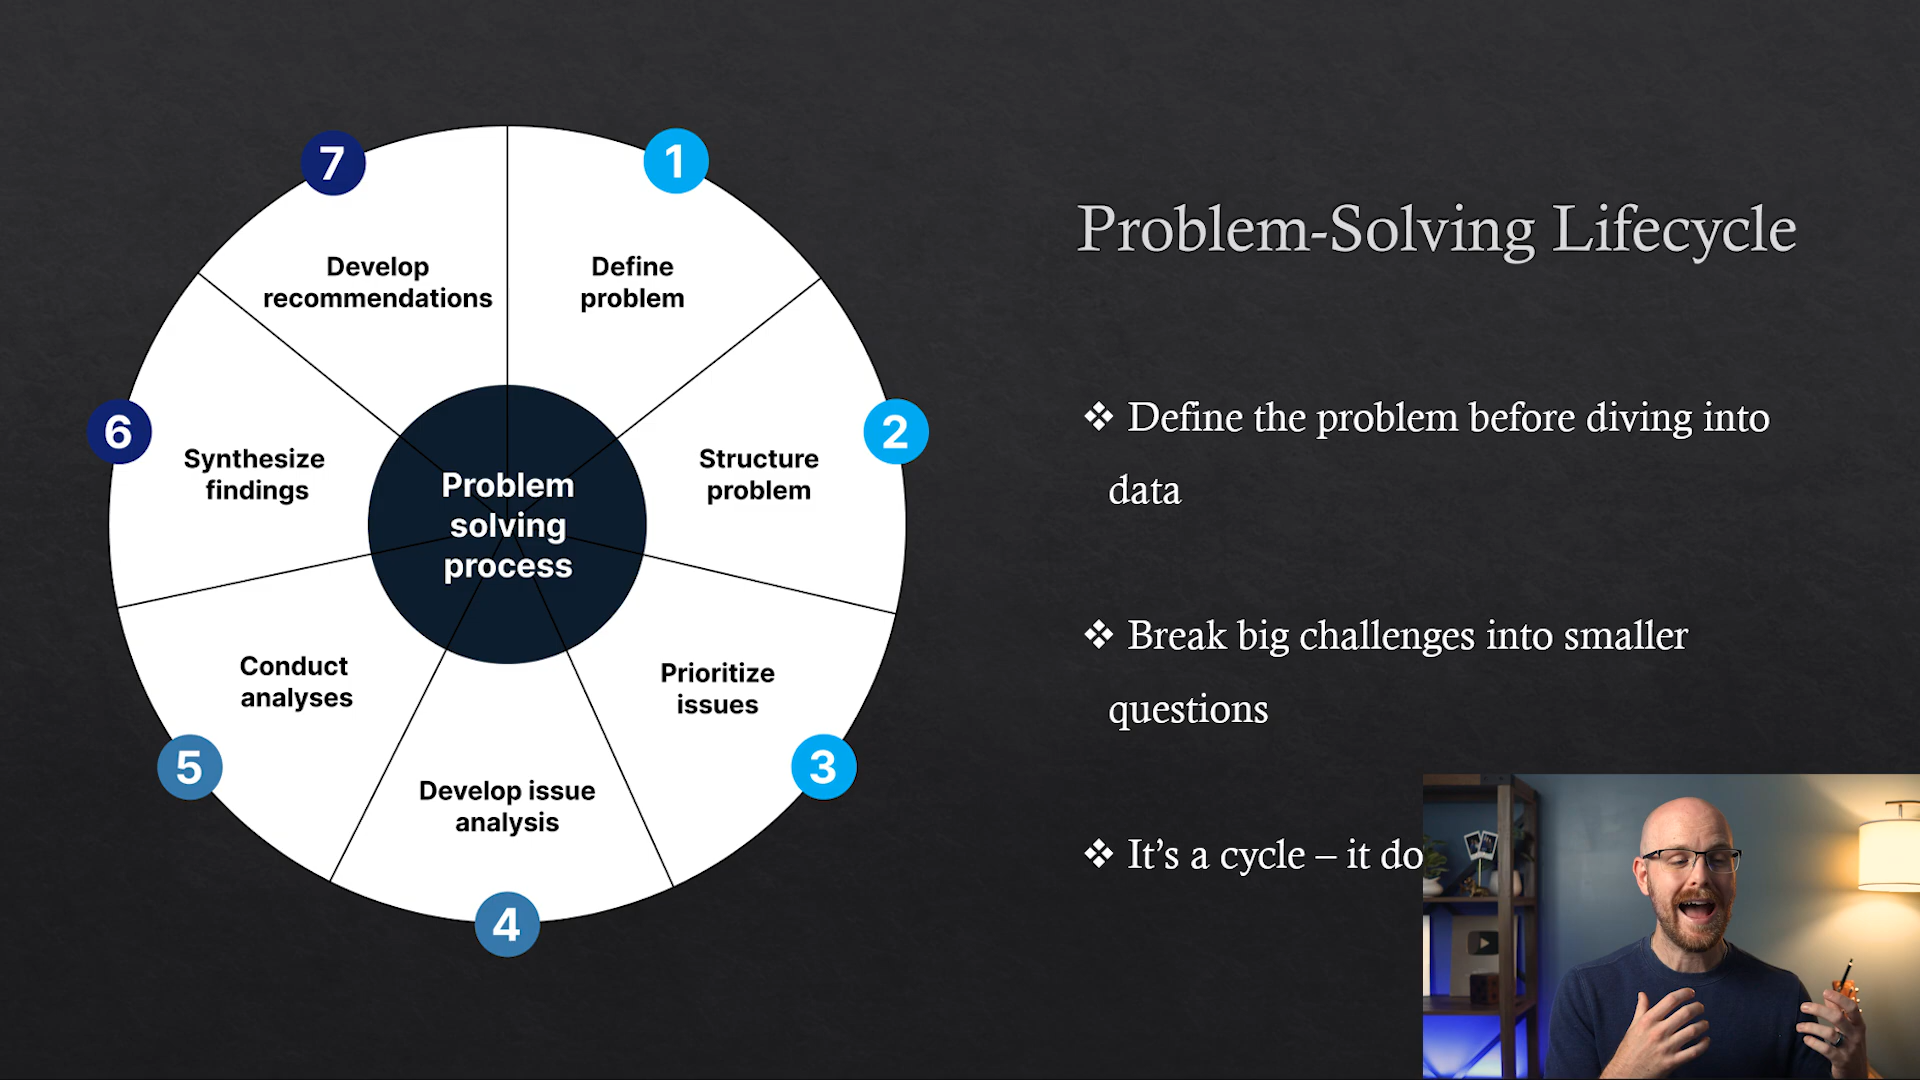 Problem-Solving Lifecycle
7
1
Develop
recommendations
Define
problem
6
2
Synthesize
findings
Structure
problem
Problem
solving
process
Conduct
analyses
Prioritize
issues
5
3
Develop issue
analysis
4
❖ Define the problem before diving into
data
❖ Break big challenges into smaller
questions
❖ It’s a cycle – it do